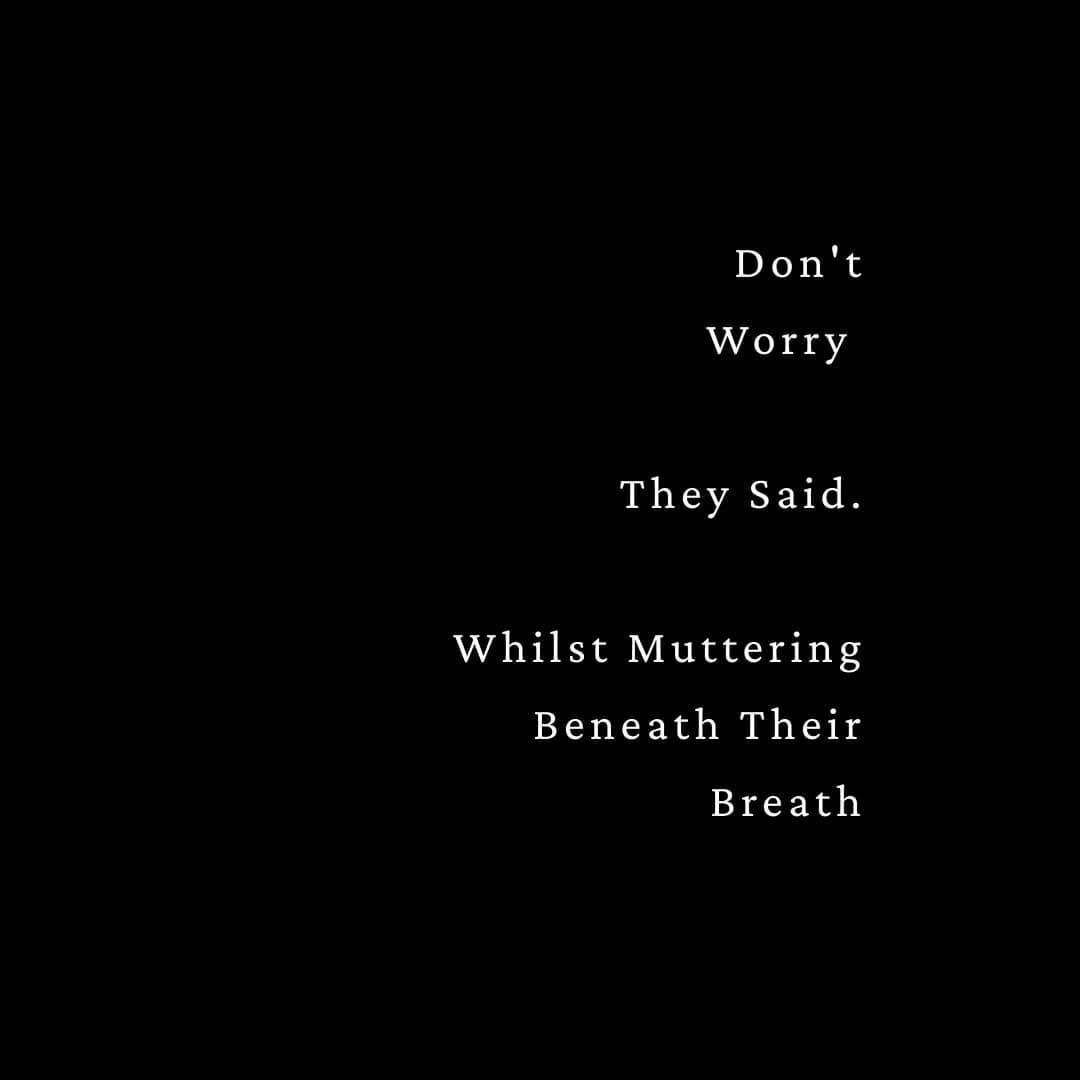 Don't
Worry
They Said.
Whilst Muttering
Beneath Their
Breath